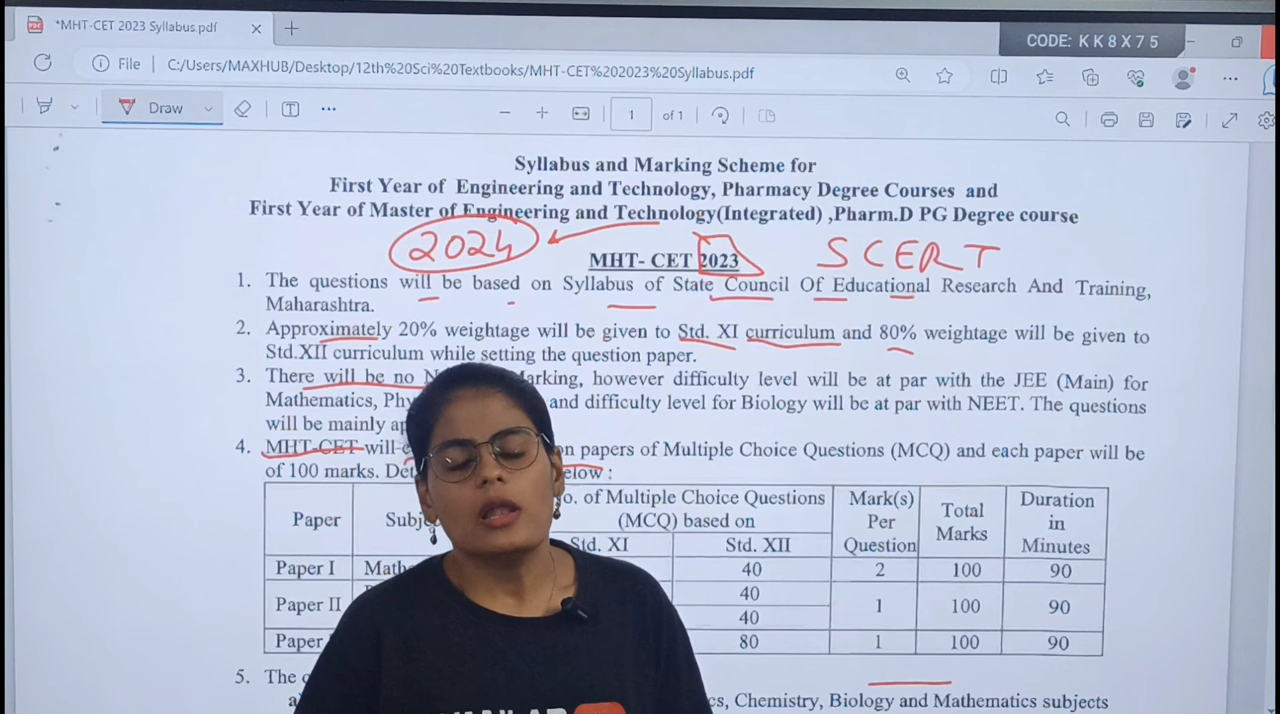 *MHT-CET 2023 Syllabus.pdf
CODE: KK8X75
File | C:/Users/MAXHUB/Desktop/12th%20Sci%20Textbooks/MHT-CET%202023%20Syllabus.pdf
Draw
1 of 1
Syllabus and Marking Scheme for
First Year of Engineering and Technology, Pharmacy Degree Courses and
First Year of Master of Engineering and Technology(Integrated) ,Pharm.D PG Degree course
2024
MHT- CET 2023
SCERT
1. The questions will be based on Syllabus of State Council Of Educational Research And Training,
Maharashtra.
2. Approximately 20% weightage will be given to Std. XI curriculum and 80% weightage will be given to
Std.XII curriculum while setting the question paper.
3. There will be no Marking, however difficulty level will be at par with the JEE (Main) for
Mathematics, and difficulty level for Biology will be at par with NEET. The questions
will be mainly
4. MHT-CET will papers of Multiple Choice Questions (MCQ) and each paper will be
of 100 marks. below :
Paper
of Multiple Choice Questions
(MCQ) based on
Std. XI
Std. XII
Mark(s)
Per
Question
Total
Marks
Duration
in
Minutes
Paper I 40 2 100 90
Paper II 40 1 100 90
40
Paper 80 1 100 90
5. The
Chemistry, Biology and Mathematics subjects